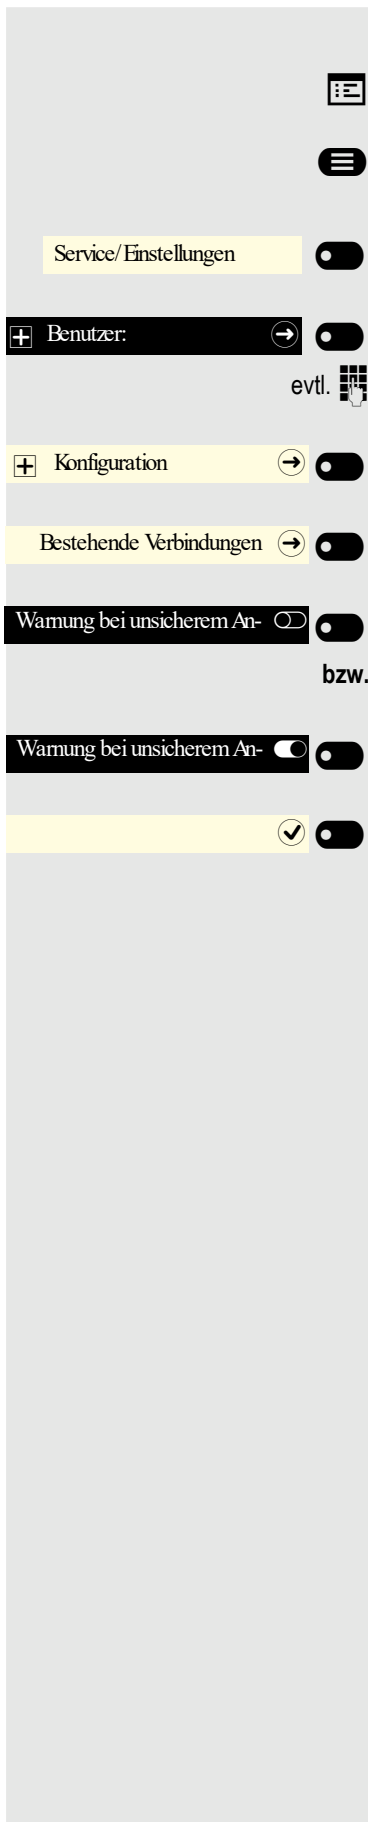 Service/Einstellungen
Benutzer:
evtl.
Konfiguration
Bestehende Verbindungen
Warnung bei unsicherem An-
bzw.
Warnung bei unsicherem An-